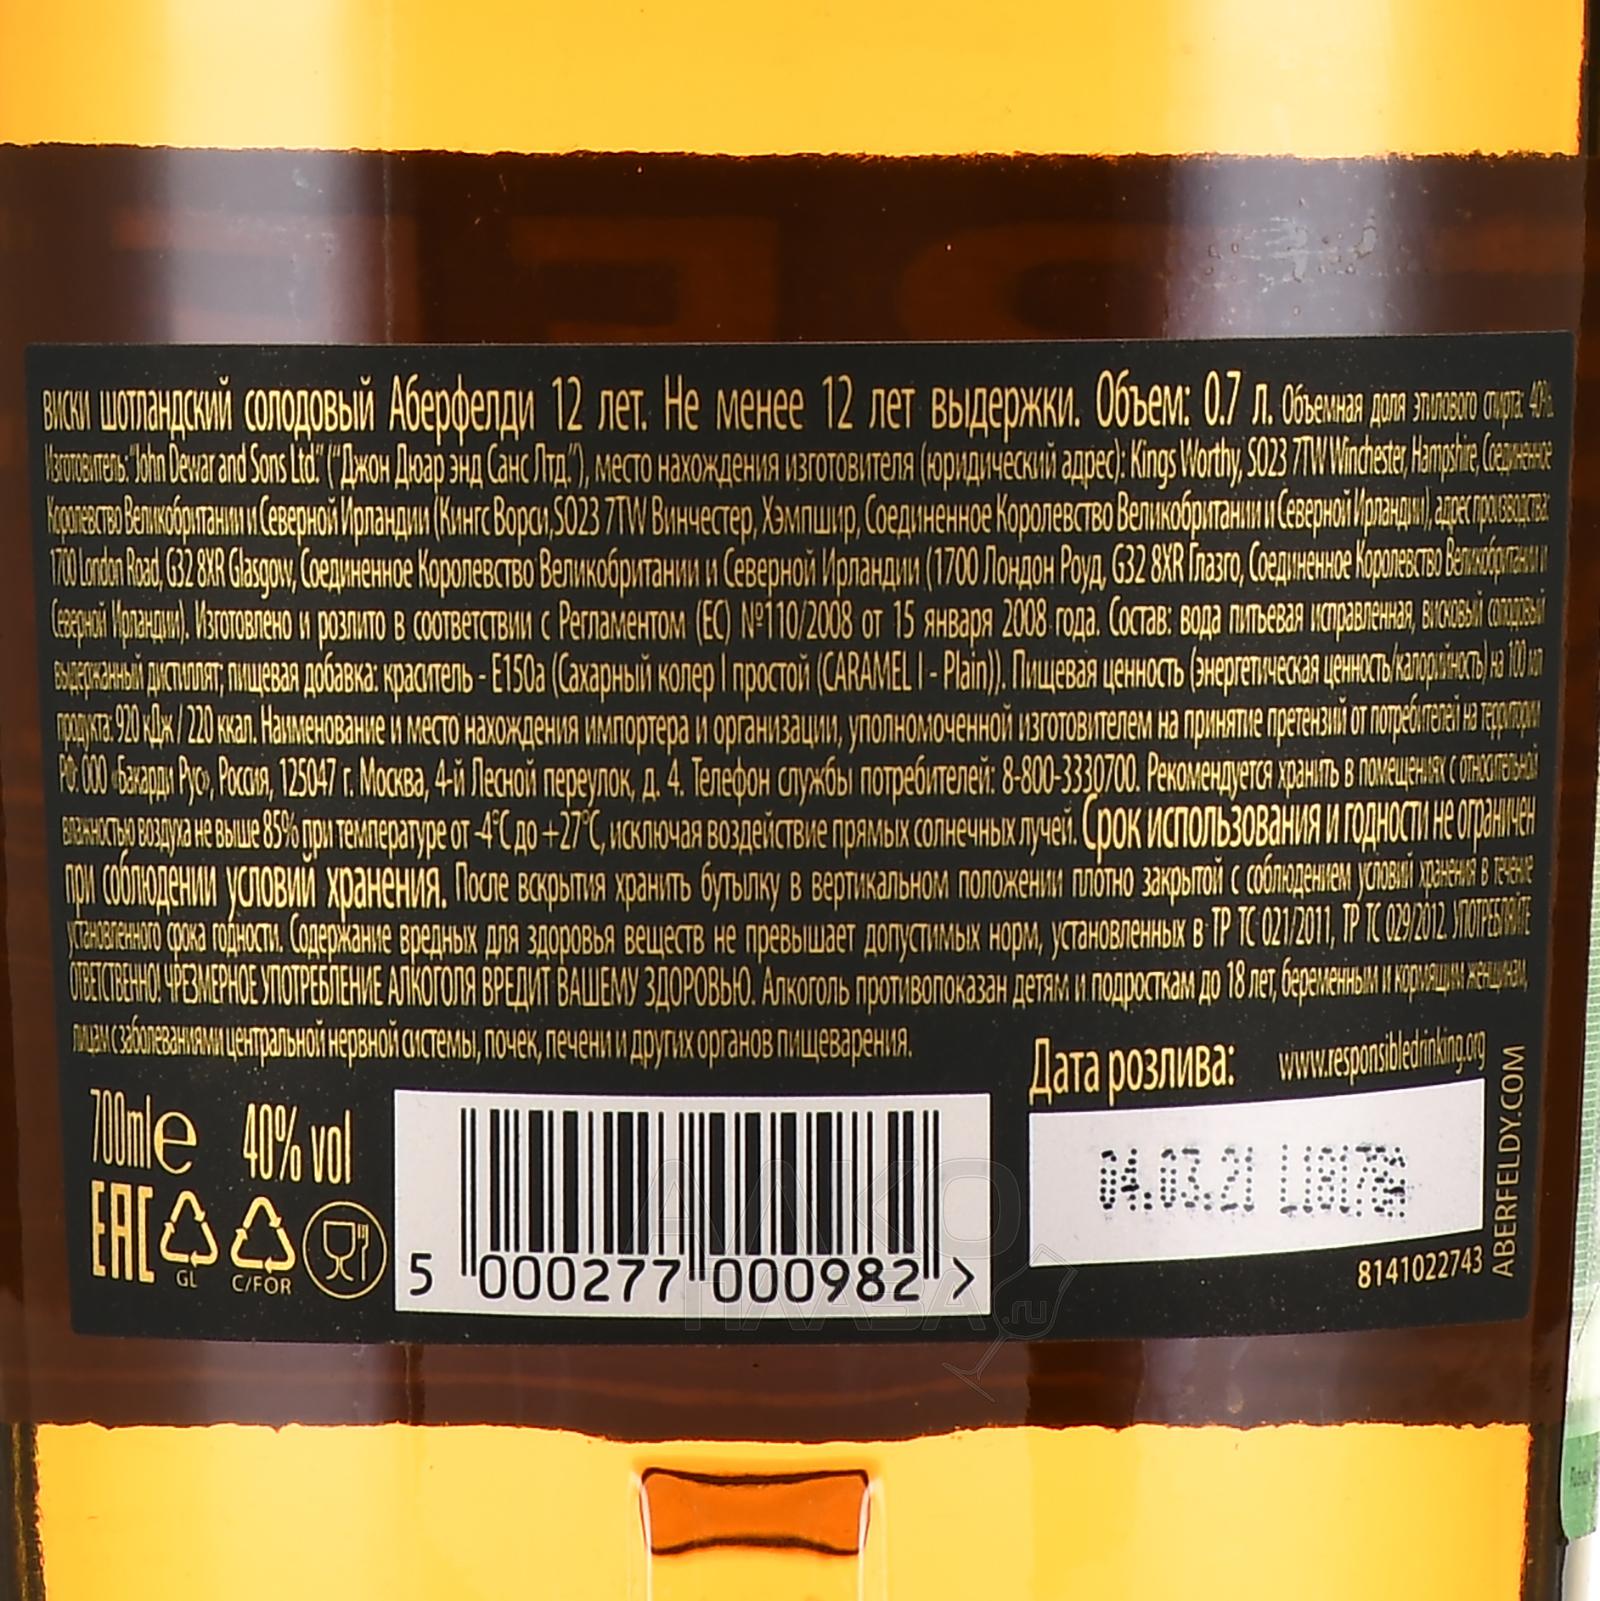 виски шотландский солодовый Аберфелди 12 лет. Не менее 12 лет выдержки. Объем: 0.7 л. Объемная доля этилового спирта: 40%.
Изготовитель: "John Dewar and Sons Ltd." ("Джон Дюар энд Санс Лтд."), место нахождения изготовителя (юридический адрес): Kings Worthy, SO23 7TW Winchester, Hampshire, Соединенное
Королевство Великобритании и Северной Ирландии (Кингс Ворси, SO23 7TW Винчестер, Хэмпшир, Соединенное Королевство Великобритании и Северной Ирландии), адрес производства:
1700 London Road, G32 8XR Glasgow, Соединенное Королевство Великобритании и Северной Ирландии (1700 Лондон Роуд, G32 8XR Глазго, Соединенное Королевство Великобритании и
Северной Ирландии). Изготовлено и розлито в соответствии с Регламентом (ЕС) №110/2008 от 15 января 2008 года. Состав: вода питьевая исправленная, висковый солодовый
выдержанный дистиллят; пищевая добавка: краситель - Е150а (Сахарный колер I простой (CARAMEL I - Plain)). Пищевая ценность (энергетическая ценность/калорийность) на 100 мл
продукта: 920 кДж / 220 ккал. Наименование и место нахождения импортера и организации, уполномоченной изготовителем на принятие претензий от потребителей на территории
РФ: ООО «Бакарди Рус», Россия, 125047 г. Москва, 4-й Лесной переулок, д. 4. Телефон службы потребителей: 8-800-3330700. Рекомендуется хранить в помещениях с относительной
влажностью воздуха не выше 85% при температуре от -4°C до +27°C, исключая воздействие прямых солнечных лучей. Срок использования и годности не ограничен
при соблюдении условий хранения. После вскрытия хранить бутылку в вертикальном положении плотно закрытой с соблюдением условий хранения в течение
установленного срока годности. Содержание вредных для здоровья веществ не превышает допустимых норм, установленных в ТР ТС 021/2011, ТР ТС 029/2012. УПОТРЕБЛЯЙТЕ
ОТВЕТСТВЕННО! ЧРЕЗМЕРНОЕ УПОТРЕБЛЕНИЕ АЛКОГОЛЯ ВРЕДИТ ВАШЕМУ ЗДОРОВЬЮ. Алкоголь противопоказан детям и подросткам до 18 лет, беременным и кормящим женщинам,
лицам с заболеваниями центральной нервной системы, почек, печени и других органов пищеварения.
Дата розлива: www.responsibledrinking.org
700ml e 40% vol
04.03.21
EAC
GL C/FOR
5 000277 000982 >
8141022743
ABERFELDY.COM
АЛКО
ПЛАЗА.ru